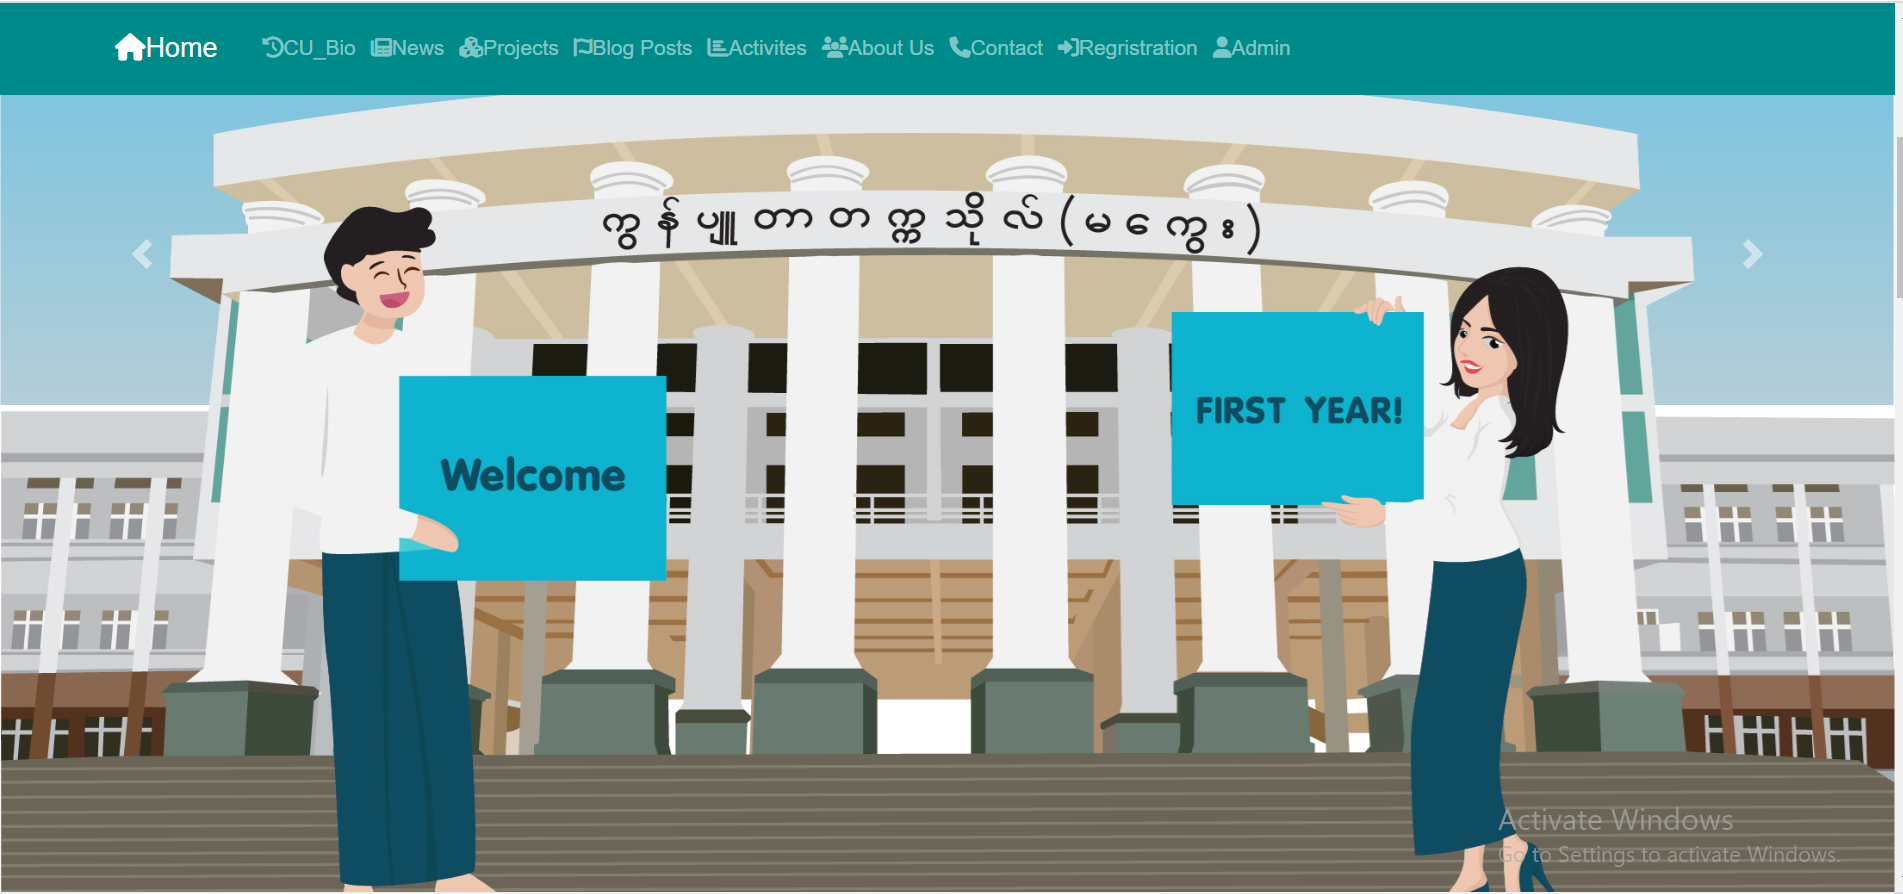 Home CU_Bio News Projects Blog Posts Activites About Us Contact Regristration Admin
ကွန်ပျူတာတက္ကသိုလ်(မကွေး)
FIRST YEAR!
Welcome
Activate Windows
Go to Settings to activate Windows.